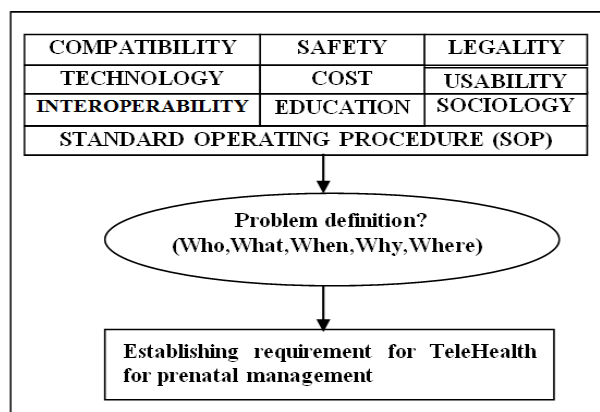 COMPATIBILITY SAFETY LEGALITY
TECHNOLOGY COST USABILITY
INTEROPERABILITY EDUCATION SOCIOLOGY
STANDARD OPERATING PROCEDURE (SOP)
Problem definition?
(Who,What,When,Why,Where)
Establishing requirement for TeleHealth
for prenatal management